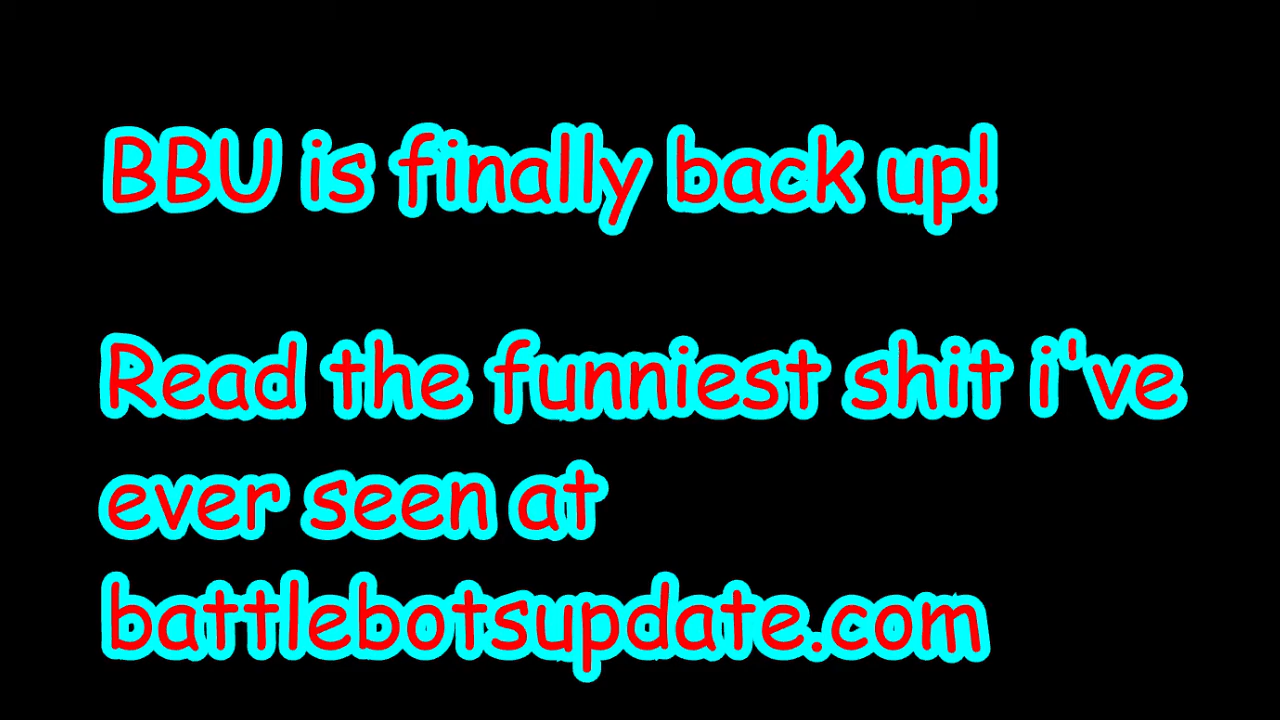 BBU is finally back up!
Read the funniest shit i've
ever seen at
battlebotsupdate.com